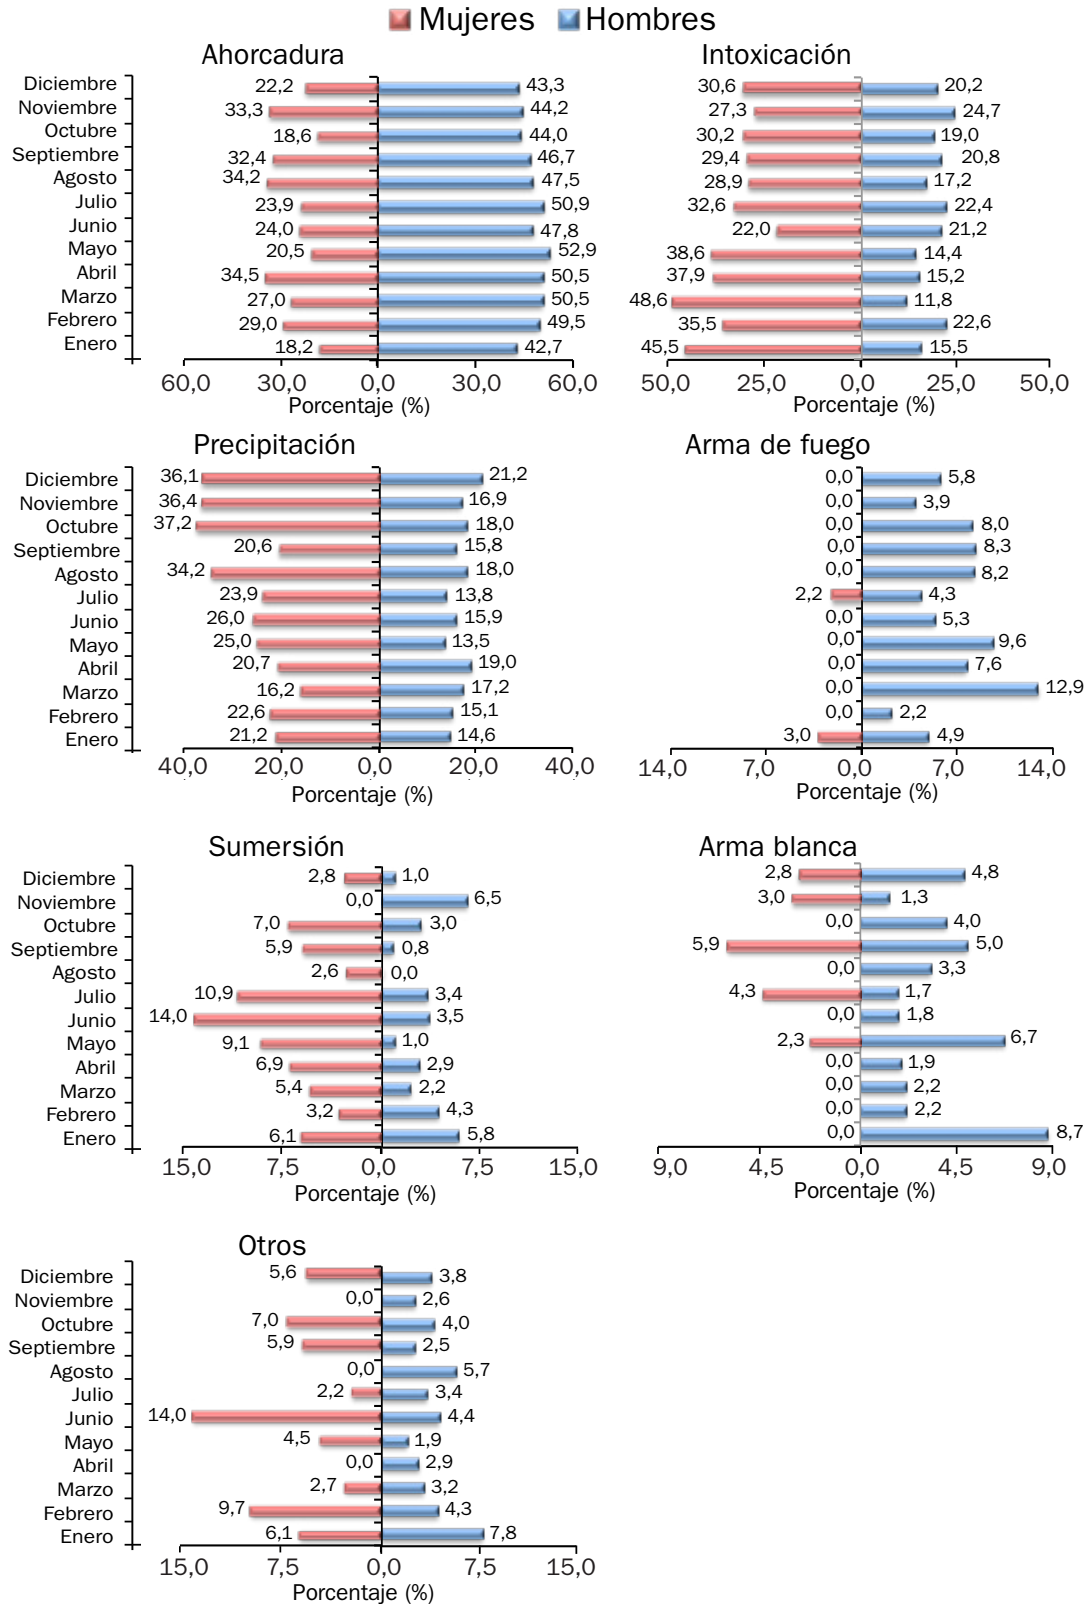 Mujeres Hombres
Ahorcadura
Diciembre 22,2 43,3
Noviembre 33,3 44,2
Octubre 18,6 44,0
Septiembre 32,4 46,7
Agosto 34,2 47,5
Julio 23,9 50,9
Junio 24,0 47,8
Mayo 20,5 52,9
Abril 34,5 50,5
Marzo 27,0 50,5
Febrero 29,0 49,5
Enero 18,2 42,7
60,0 30,0 0,0 30,0 60,0
Porcentaje (%)
Intoxicación
30,6 20,2
27,3 24,7
30,2 19,0
29,4 20,8
28,9 17,2
32,6 22,4
22,0 21,2
38,6 14,4
37,9 15,2
48,6 11,8
35,5 22,6
45,5 15,5
50,0 25,0 0,0 25,0 50,0
Porcentaje (%)
Precipitación
Diciembre 36,1 21,2
Noviembre 36,4 16,9
Octubre 37,2 18,0
Septiembre 20,6 15,8
Agosto 34,2 18,0
Julio 23,9 13,8
Junio 26,0 15,9
Mayo 25,0 13,5
Abril 20,7 19,0
Marzo 16,2 17,2
Febrero 22,6 15,1
Enero 21,2 14,6
40,0 20,0 0,0 20,0 40,0
Porcentaje (%)
Arma de fuego
0,0 5,8
0,0 3,9
0,0 8,0
0,0 8,3
0,0 8,2
2,2 4,3
0,0 5,3
0,0 9,6
0,0 7,6
0,0 12,9
0,0 2,2
3,0 4,9
14,0 7,0 0,0 7,0 14,0
Porcentaje (%)
Sumersión
Diciembre 2,8 1,0
Noviembre 0,0 6,5
Octubre 7,0 3,0
Septiembre 5,9 0,8
Agosto 2,6 0,0
Julio 10,9 3,4
Junio 14,0 3,5
Mayo 9,1 1,0
Abril 6,9 2,9
Marzo 5,4 2,2
Febrero 3,2 4,3
Enero 6,1 5,8
15,0 7,5 0,0 7,5 15,0
Porcentaje (%)
Arma blanca
2,8 4,8
3,0 1,3
0,0 4,0
5,9 5,0
0,0 3,3
4,3 1,7
0,0 1,8
2,3 6,7
0,0 1,9
0,0 2,2
0,0 2,2
0,0 8,7
9,0 4,5 0,0 4,5 9,0
Porcentaje (%)
Otros
Diciembre 5,6 3,8
Noviembre 0,0 2,6
Octubre 7,0 4,0
Septiembre 5,9 2,5
Agosto 0,0 5,7
Julio 2,2 3,4
Junio 14,0 4,4
Mayo 4,5 1,9
Abril 0,0 2,9
Marzo 2,7 3,2
Febrero 9,7 4,3
Enero 6,1 7,8
15,0 7,5 0,0 7,5 15,0
Porcentaje (%)